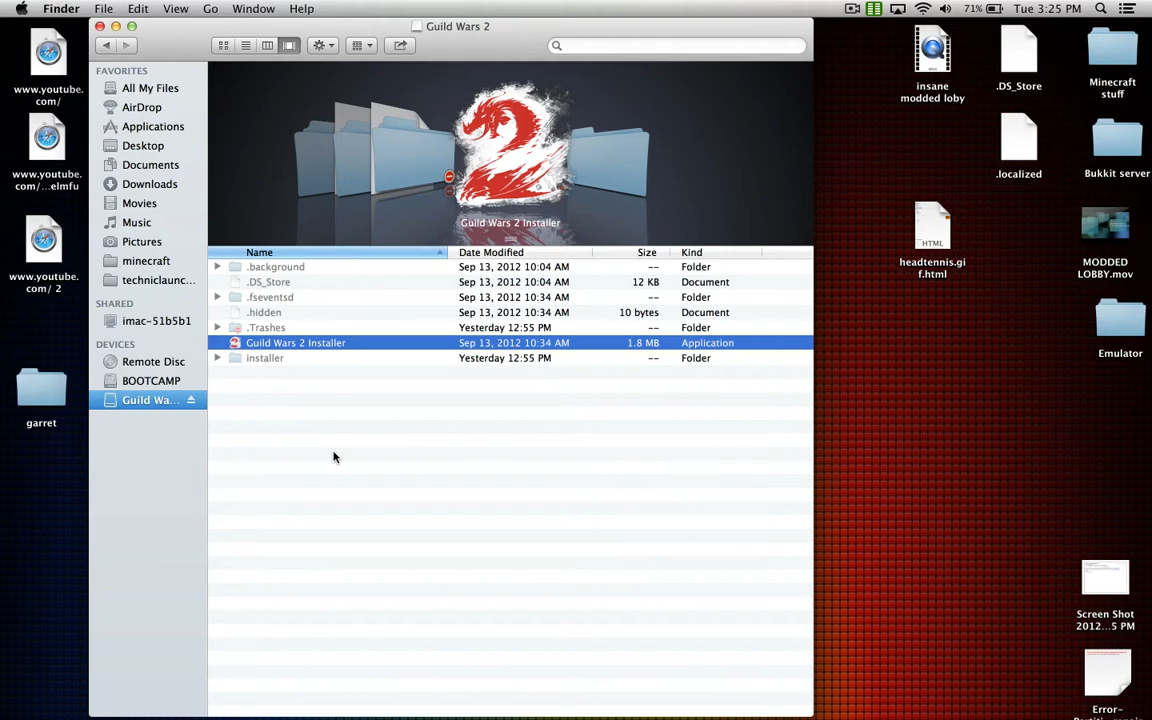 Finder File Edit View Go Window Help
71% Tue 3:25 PM
Guild Wars 2
FAVORITES
All My Files
AirDrop
Applications
Desktop
Documents
Downloads
Movies
Music
Pictures
minecraft
techniclaunc...
SHARED
imac-51b5b1
DEVICES
Remote Disc
BOOTCAMP
Guild Wa...
Guild Wars 2 Installer
Name Date Modified Size Kind
.background Sep 13, 2012 10:04 AM -- Folder
.DS_Store Sep 13, 2012 10:04 AM 12 KB Document
.fseventsd Sep 13, 2012 10:34 AM -- Folder
.hidden Sep 13, 2012 10:34 AM 10 bytes Document
.Trashes Yesterday 12:55 PM -- Folder
Guild Wars 2 Installer Sep 13, 2012 10:34 AM 1.8 MB Application
installer Yesterday 12:55 PM -- Folder
www.youtube.
com/
www.youtube.
com/...elmfu
www.youtube.
com/ 2
garret
insane
modded loby
.DS_Store
Minecraft
stuff
.localized
Bukkit server
HTML
headtennis.gi
f.html
MODDED
LOBBY.mov
Emulator
Screen Shot
2012...5 PM
Error-